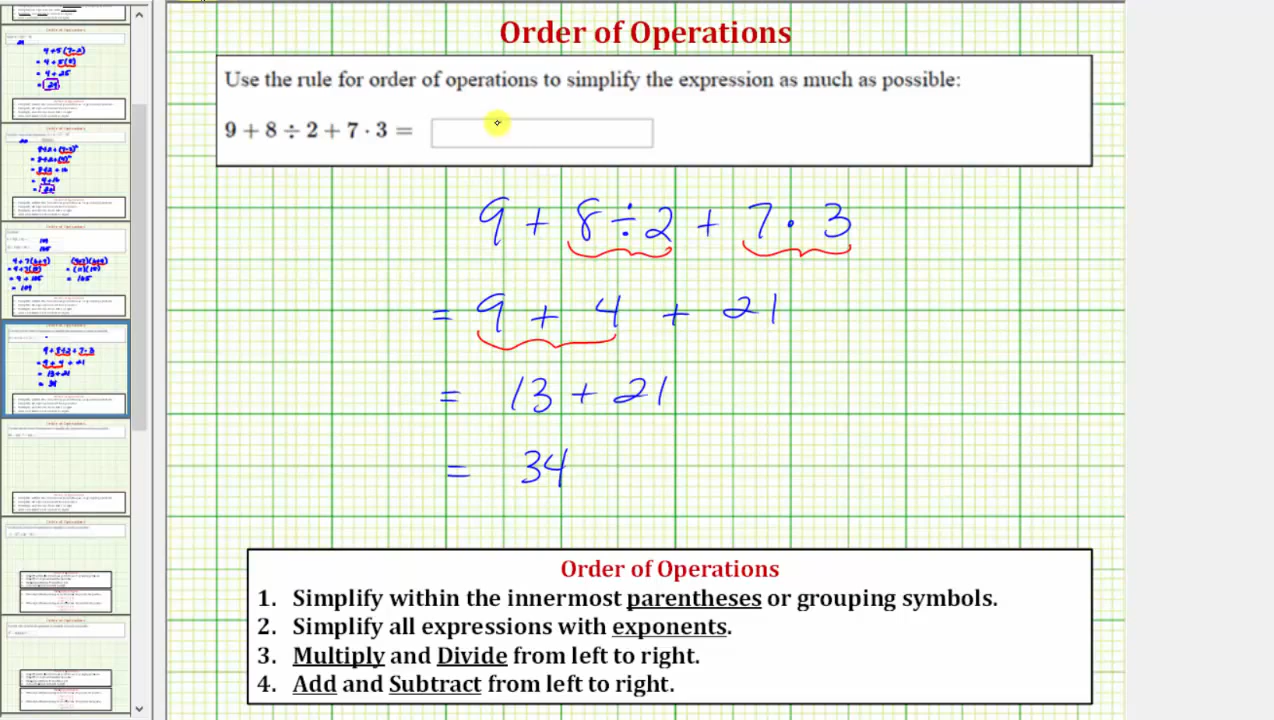 Order of Operations
Use the rule for order of operations to simplify the expression as much as possible:
9 + 8 ÷ 2 + 7 · 3 =
9 + 8 ÷ 2 + 7 · 3
= 9 + 4 + 21
= 13 + 21
= 34
Order of Operations
1. Simplify within the innermost parentheses or grouping symbols.
2. Simplify all expressions with exponents.
3. Multiply and Divide from left to right.
4. Add and Subtract from left to right.